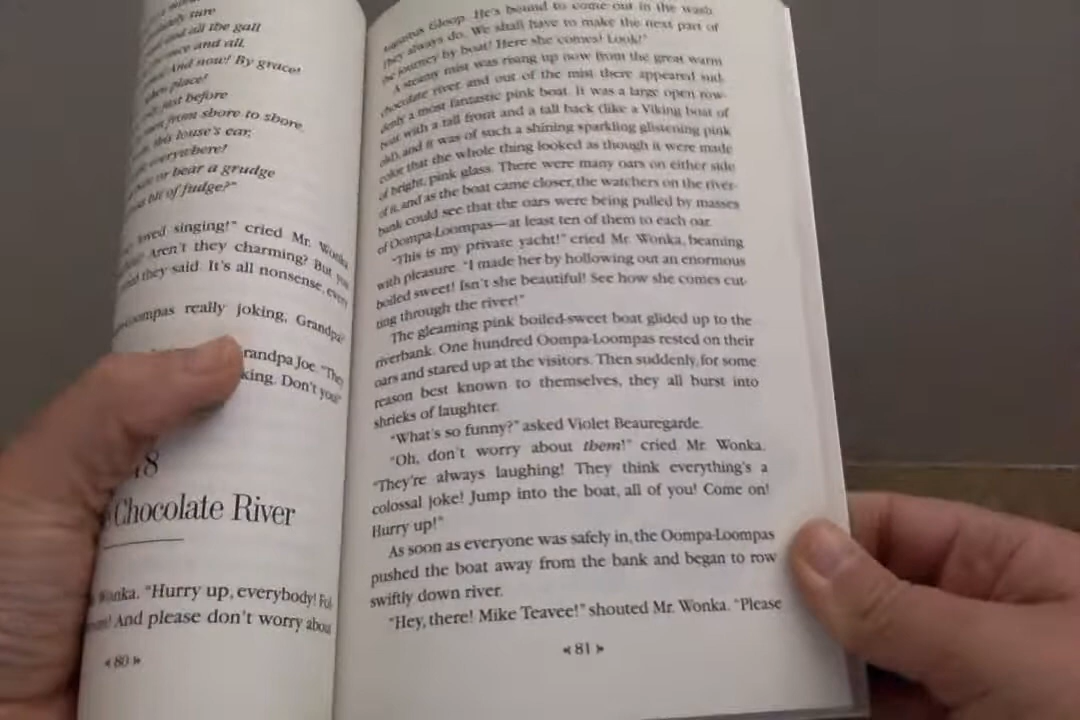 and all the gall
and all,
And now! By grace!
place!
just before
from shore to shore,
this louse's ear,
everywhere!
or bear a grudge
bit of fudge?"
loved singing!" cried Mr. Wonka
Aren't they charming? But you
they said. It's all nonsense, every
really joking, Grandpa?
randpa Joe. "They
king. Don't you?"
18
Chocolate River
Wonka. "Hurry up, everybody! Fol
And please don't worry about
80
Gloop. He's bound to come out in the wash.
They always do. We shall have to make the next part of
the journey by boat! Here she comes! Look!"
A steamy mist was rising up now from the great warm
chocolate river, and out of the mist there appeared sud-
denly a most fantastic pink boat. It was a large open row-
boat with a tall front and a tall back (like a Viking boat of
old), and it was of such a shining sparkling glistening pink
color that the whole thing looked as though it were made
of bright, pink glass. There were many oars on either side
of it, and as the boat came closer, the watchers on the river-
bank could see that the oars were being pulled by masses
of Oompa-Loompas—at least ten of them to each oar.
"This is my private yacht!" cried Mr. Wonka, beaming
with pleasure. "I made her by hollowing out an enormous
boiled sweet! Isn't she beautiful! See how she comes cut-
ting through the river!"
The gleaming pink boiled-sweet boat glided up to the
riverbank. One hundred Oompa-Loompas rested on their
oars and stared up at the visitors. Then suddenly, for some
reason best known to themselves, they all burst into
shrieks of laughter.
"What's so funny?" asked Violet Beauregarde.
"Oh, don't worry about them!" cried Mr. Wonka.
"They're always laughing! They think everything's a
colossal joke! Jump into the boat, all of you! Come on!
Hurry up!"
As soon as everyone was safely in, the Oompa-Loompas
pushed the boat away from the bank and began to row
swiftly down river.
"Hey, there! Mike Teavee!" shouted Mr. Wonka. "Please
81